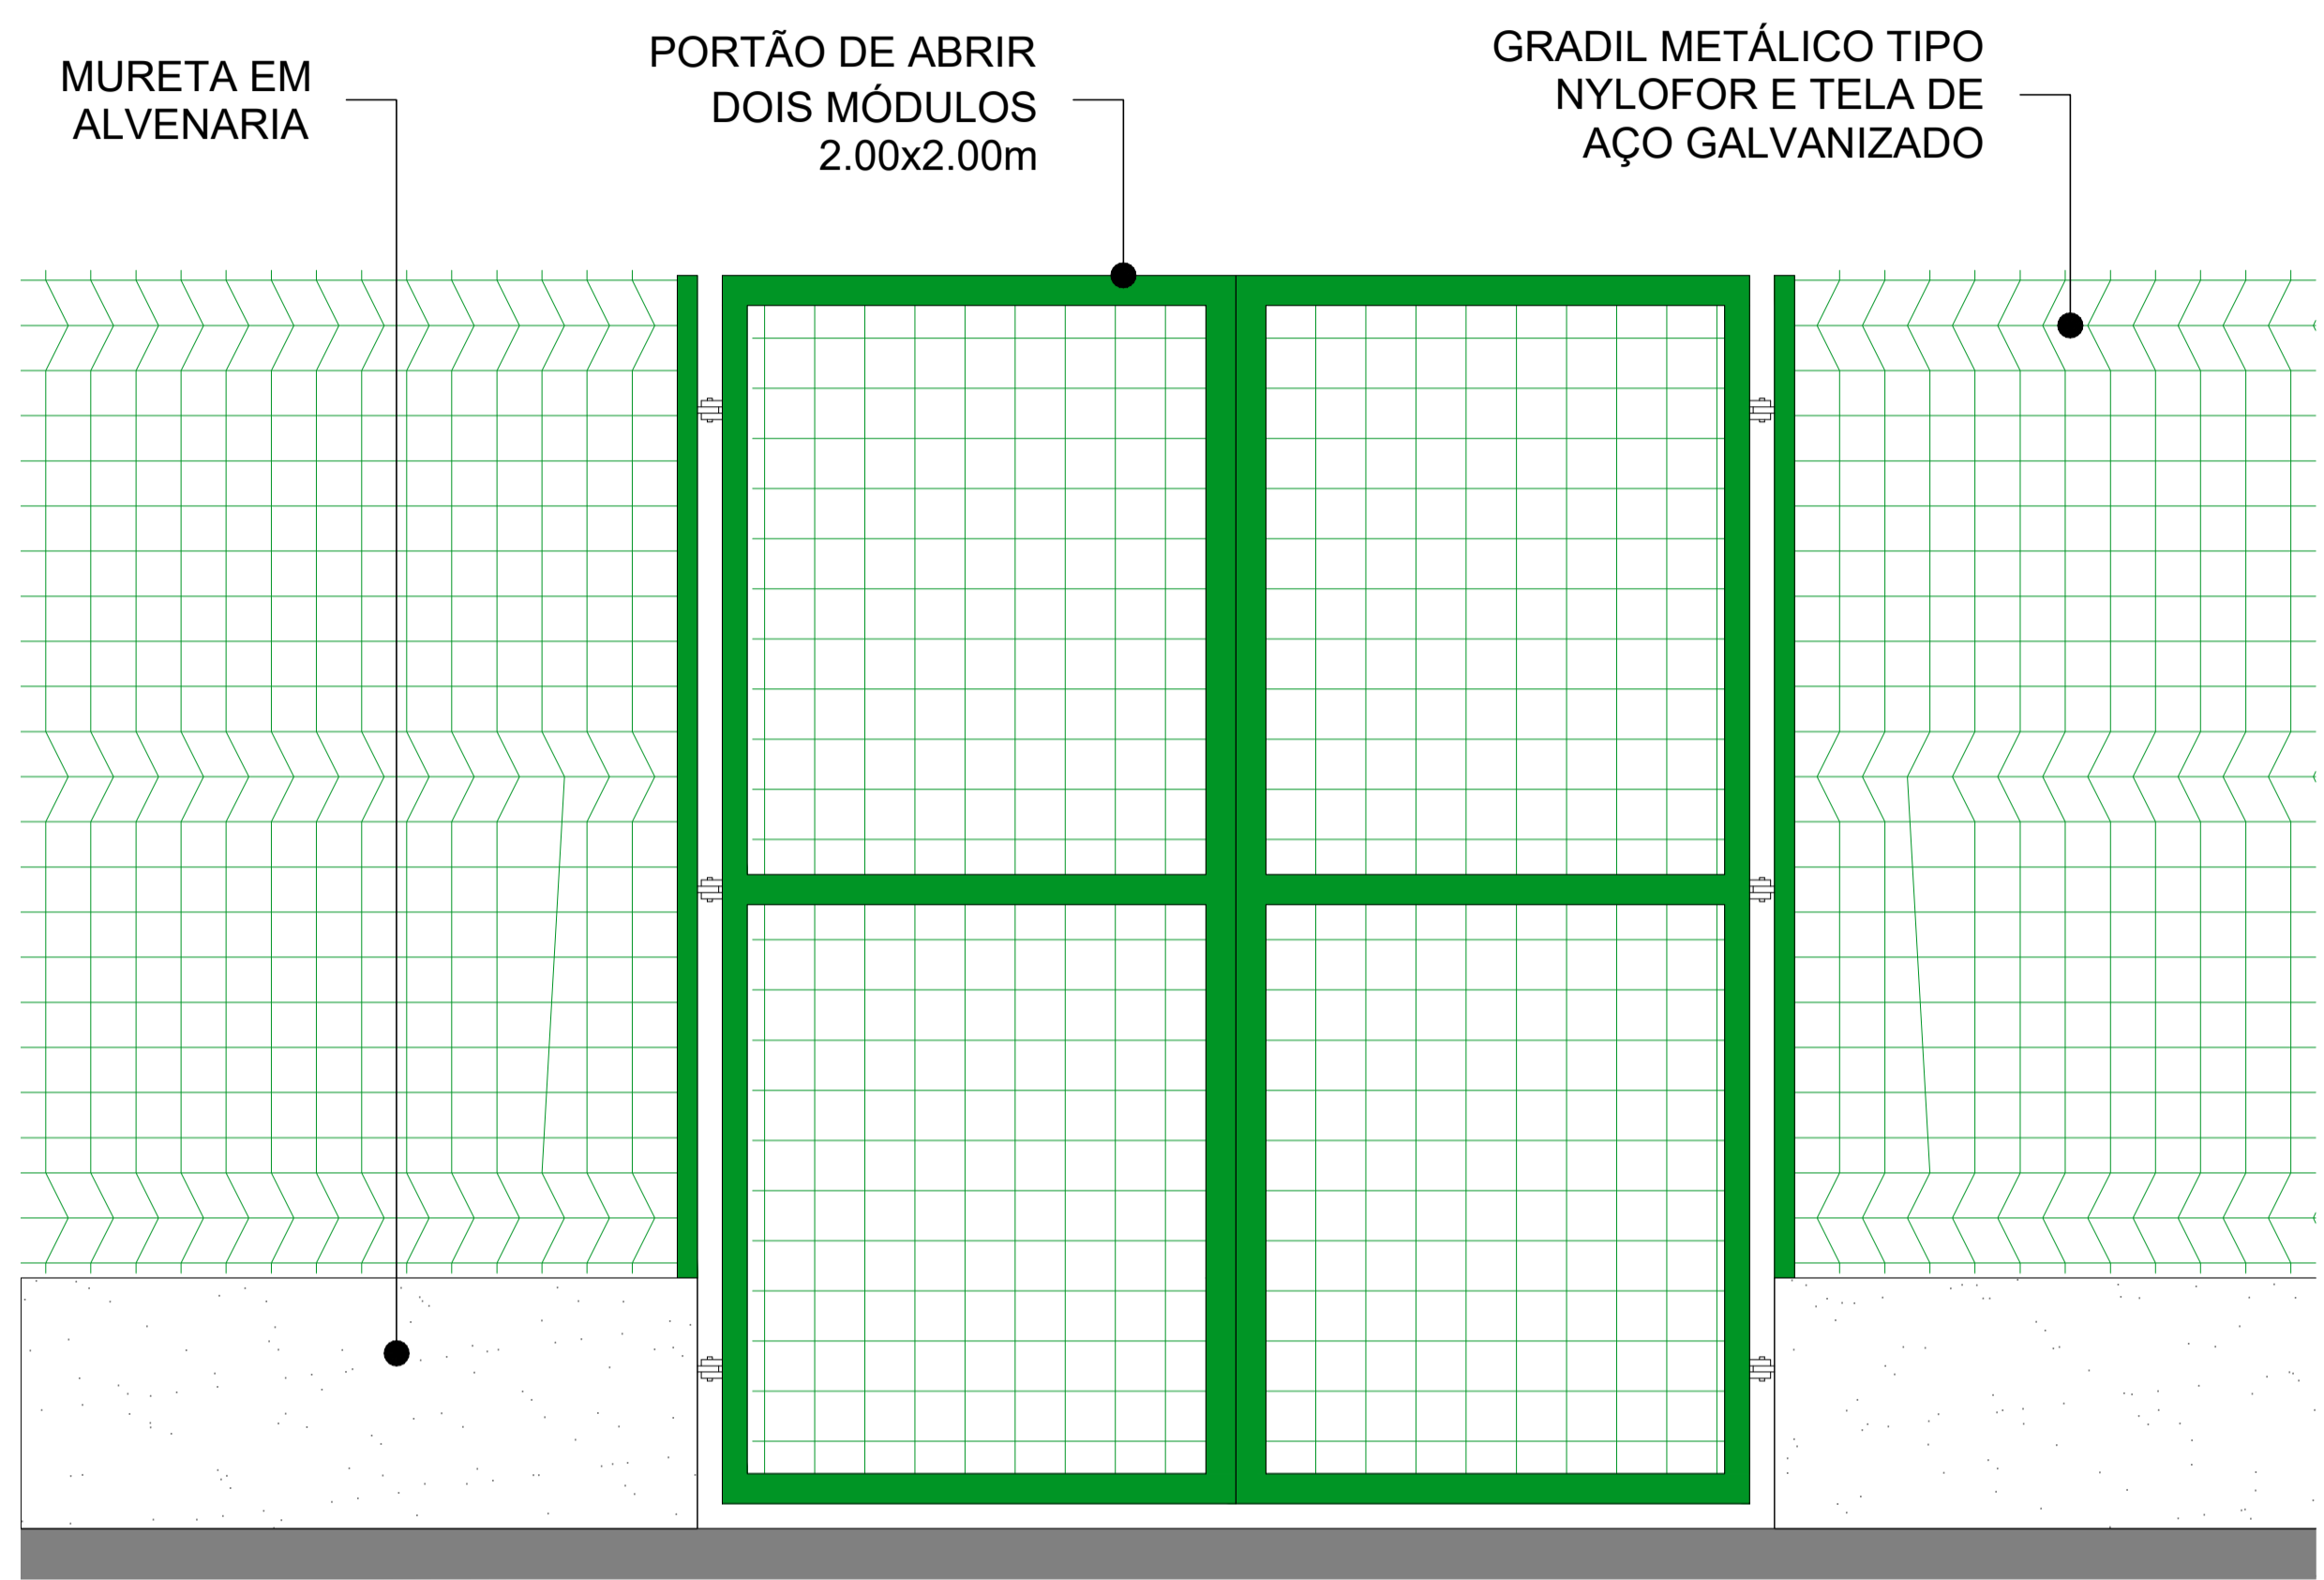 MURETA EM
ALVENARIA
PORTÃO DE ABRIR
DOIS MÓDULOS
2.00x2.00m
GRADIL METÁLICO TIPO
NYLOFOR E TELA DE
AÇO GALVANIZADO